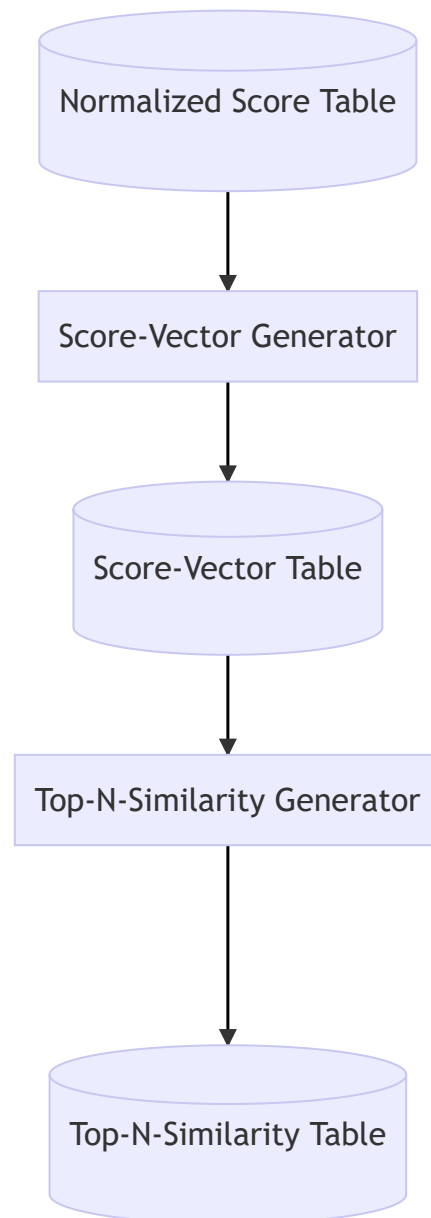 Normalized Score Table
Score-Vector Generator
Score-Vector Table
Top-N-Similarity Generator
Top-N-Similarity Table